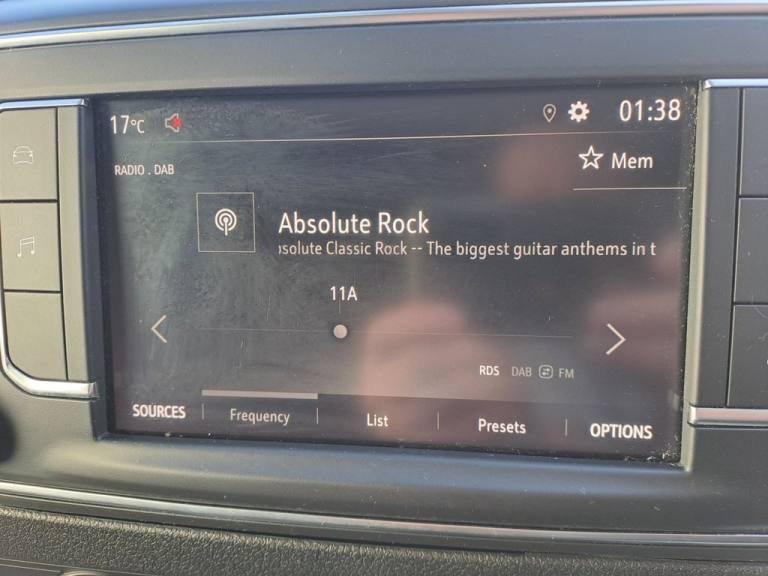 17°C
01:38
RADIO . DAB
Mem
Absolute Rock
solute Classic Rock -- The biggest guitar anthems in t
11A
RDS DAB FM
SOURCES Frequency List Presets OPTIONS